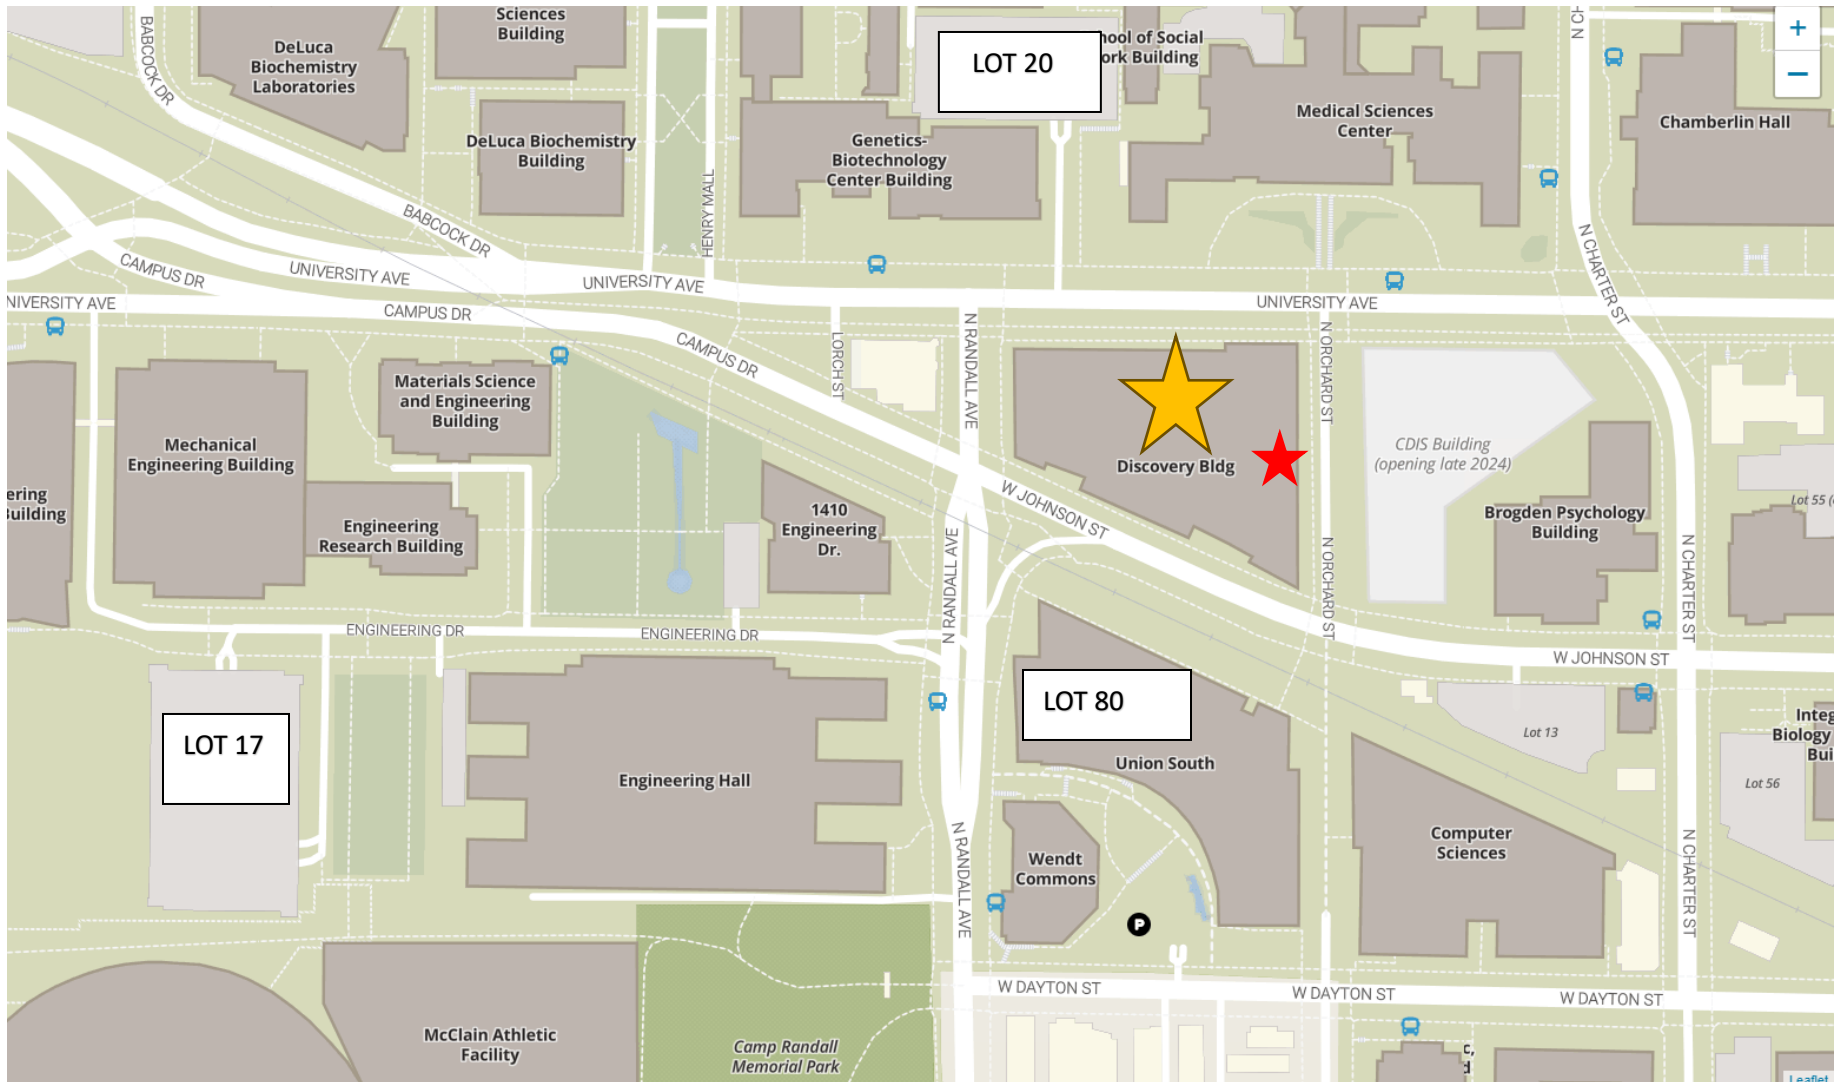 BABCOCK DR
DeLuca
Biochemistry
Laboratories
Sciences
Building
DeLuca Biochemistry
Building
LOT 20
ool of Social
ork Building
Genetics-
Biotechnology
Center Building
Medical Sciences
Center
N CH
Chamberlin Hall
+
−
HENRY MALL
BABCOCK DR
CAMPUS DR
UNIVERSITY AVE
UNIVERSITY AVE
NIVERSITY AVE
CAMPUS DR
CAMPUS DR
UNIVERSITY AVE
N CHARTER ST
LORCH ST
N RANDALL AVE
N ORCHARD ST
Mechanical
Engineering Building
Materials Science
and Engineering
Building
ering
Building
Engineering
Research Building
1410
Engineering
Dr.
Discovery Bldg
W JOHNSON ST
CDIS Building
(opening late 2024)
Brogden Psychology
Building
Lot 55 (
N RANDALL AVE
N ORCHARD ST
N CHARTER ST
ENGINEERING DR
ENGINEERING DR
W JOHNSON ST
LOT 17
LOT 80
Engineering Hall
Union South
Lot 13
Integ
Biology
Bui
Lot 56
Wendt
Commons
Computer
Sciences
N RANDALL AVE
N CHARTER ST
P
W DAYTON ST
W DAYTON ST
W DAYTON ST
McClain Athletic
Facility
Camp Randall
Memorial Park
c,
d
Leaflet